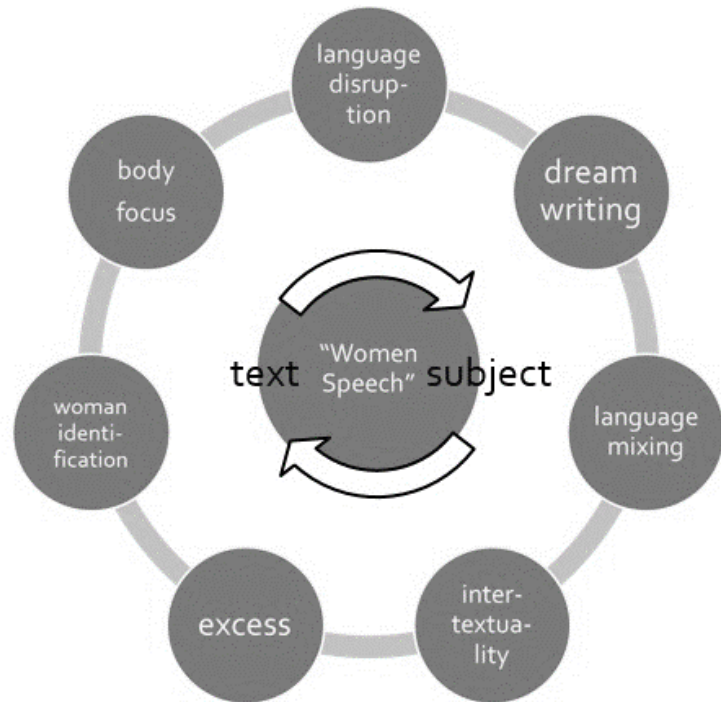 language
disrup-
tion
dream
writing
language
mixing
inter-
textua-
lity
excess
woman
identi-
fication
body
focus
text
"Women
Speech"
subject